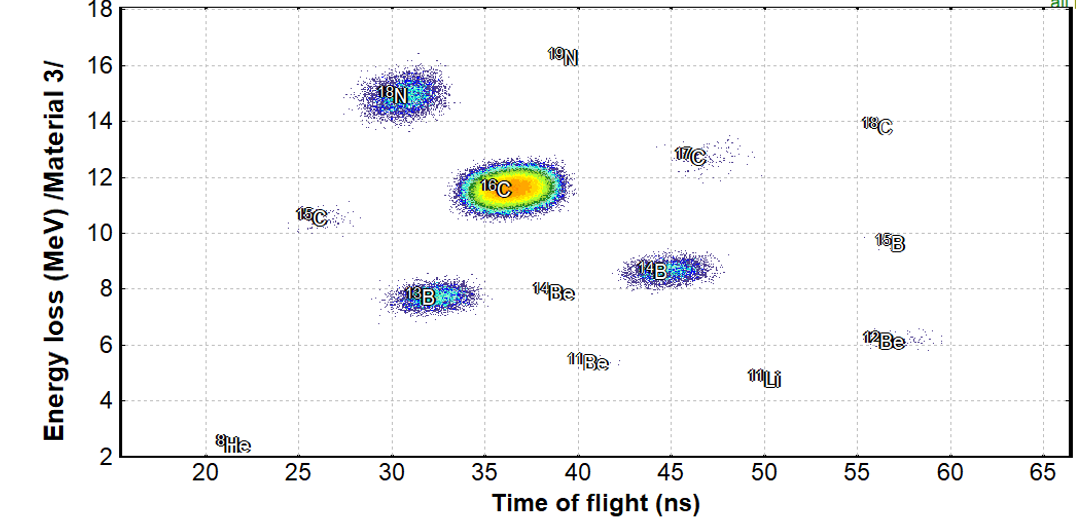 all
18
16
14
12
10
8
6
4
2
Energy loss (MeV) /Material 3/
19N
18N
18C
17C
16C
15C
15B
14B
13B
14Be
12Be
11Be
11Li
8He
20 25 30 35 40 45 50 55 60 65
Time of flight (ns)